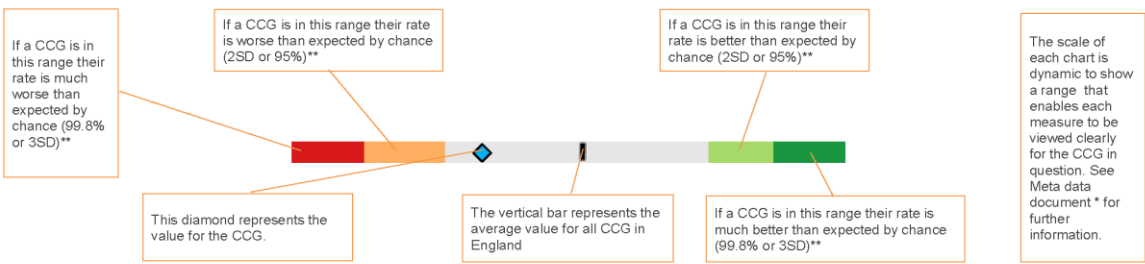 If a CCG is in
this range their
rate is much
worse than
expected by
chance (99.8%
or 3SD)**
If a CCG is in this range their rate
is worse than expected by chance
(2SD or 95%)**
If a CCG is in this range their
rate is better than expected by
chance (2SD or 95%)**
The scale of
each chart is
dynamic to show
a range that
enables each
measure to be
viewed clearly
for the CCG in
question. See
Meta data
document * for
further
information.
This diamond represents the
value for the CCG.
The vertical bar represents the
average value for all CCG in
England
If a CCG is in this range their rate is
much better than expected by chance
(99.8% or 3SD)**